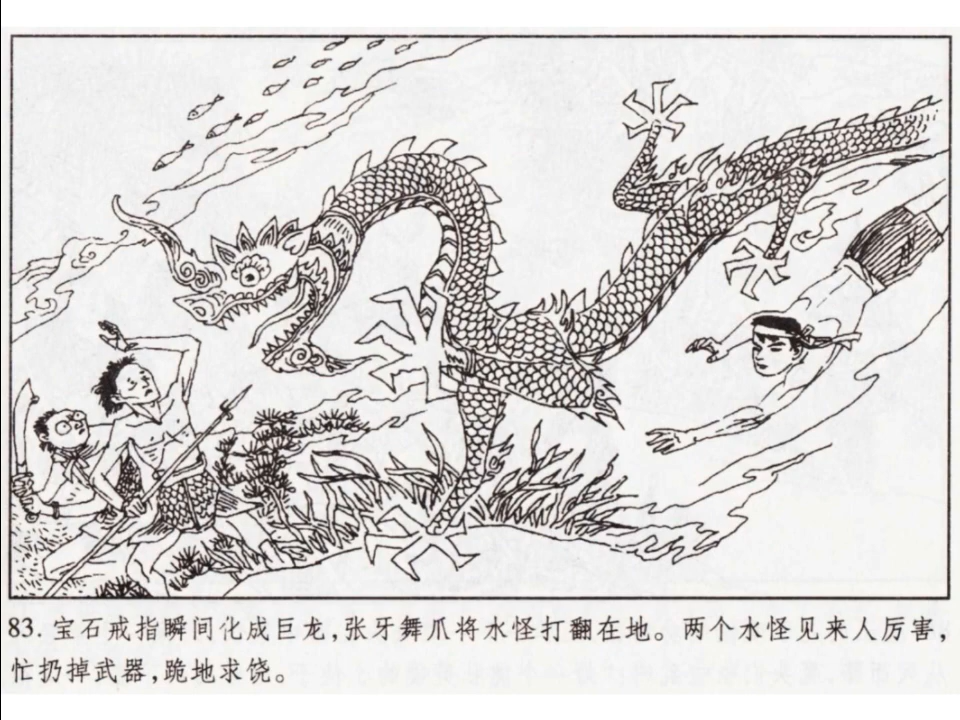 83. 宝石戒指瞬间化成巨龙,张牙舞爪将水怪打翻在地。两个水怪见来人厉害,
忙扔掉武器,跪地求饶。